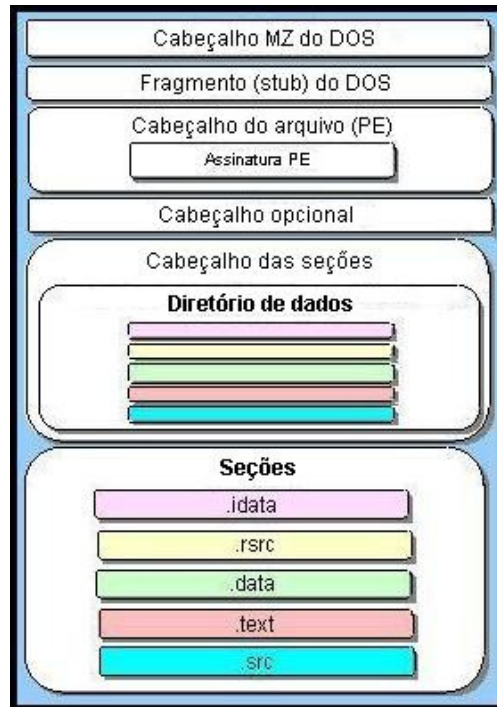 Cabeçalho MZ do DOS
Fragmento (stub) do DOS
Cabeçalho do arquivo (PE)
Assinatura PE
Cabeçalho opcional
Cabeçalho das seções
Diretório de dados
Seções
.idata
.rsrc
.data
.text
.src